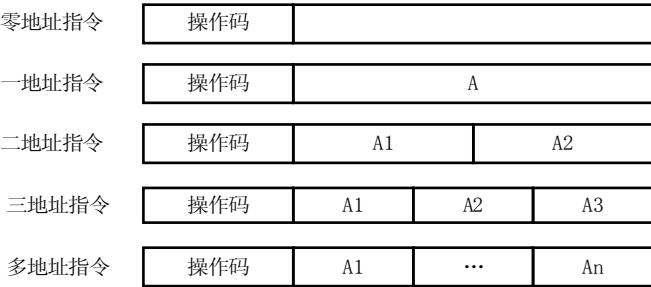 零地址指令 操作码
一地址指令 操作码 A
二地址指令 操作码 A1 A2
三地址指令 操作码 A1 A2 A3
多地址指令 操作码 A1 … An